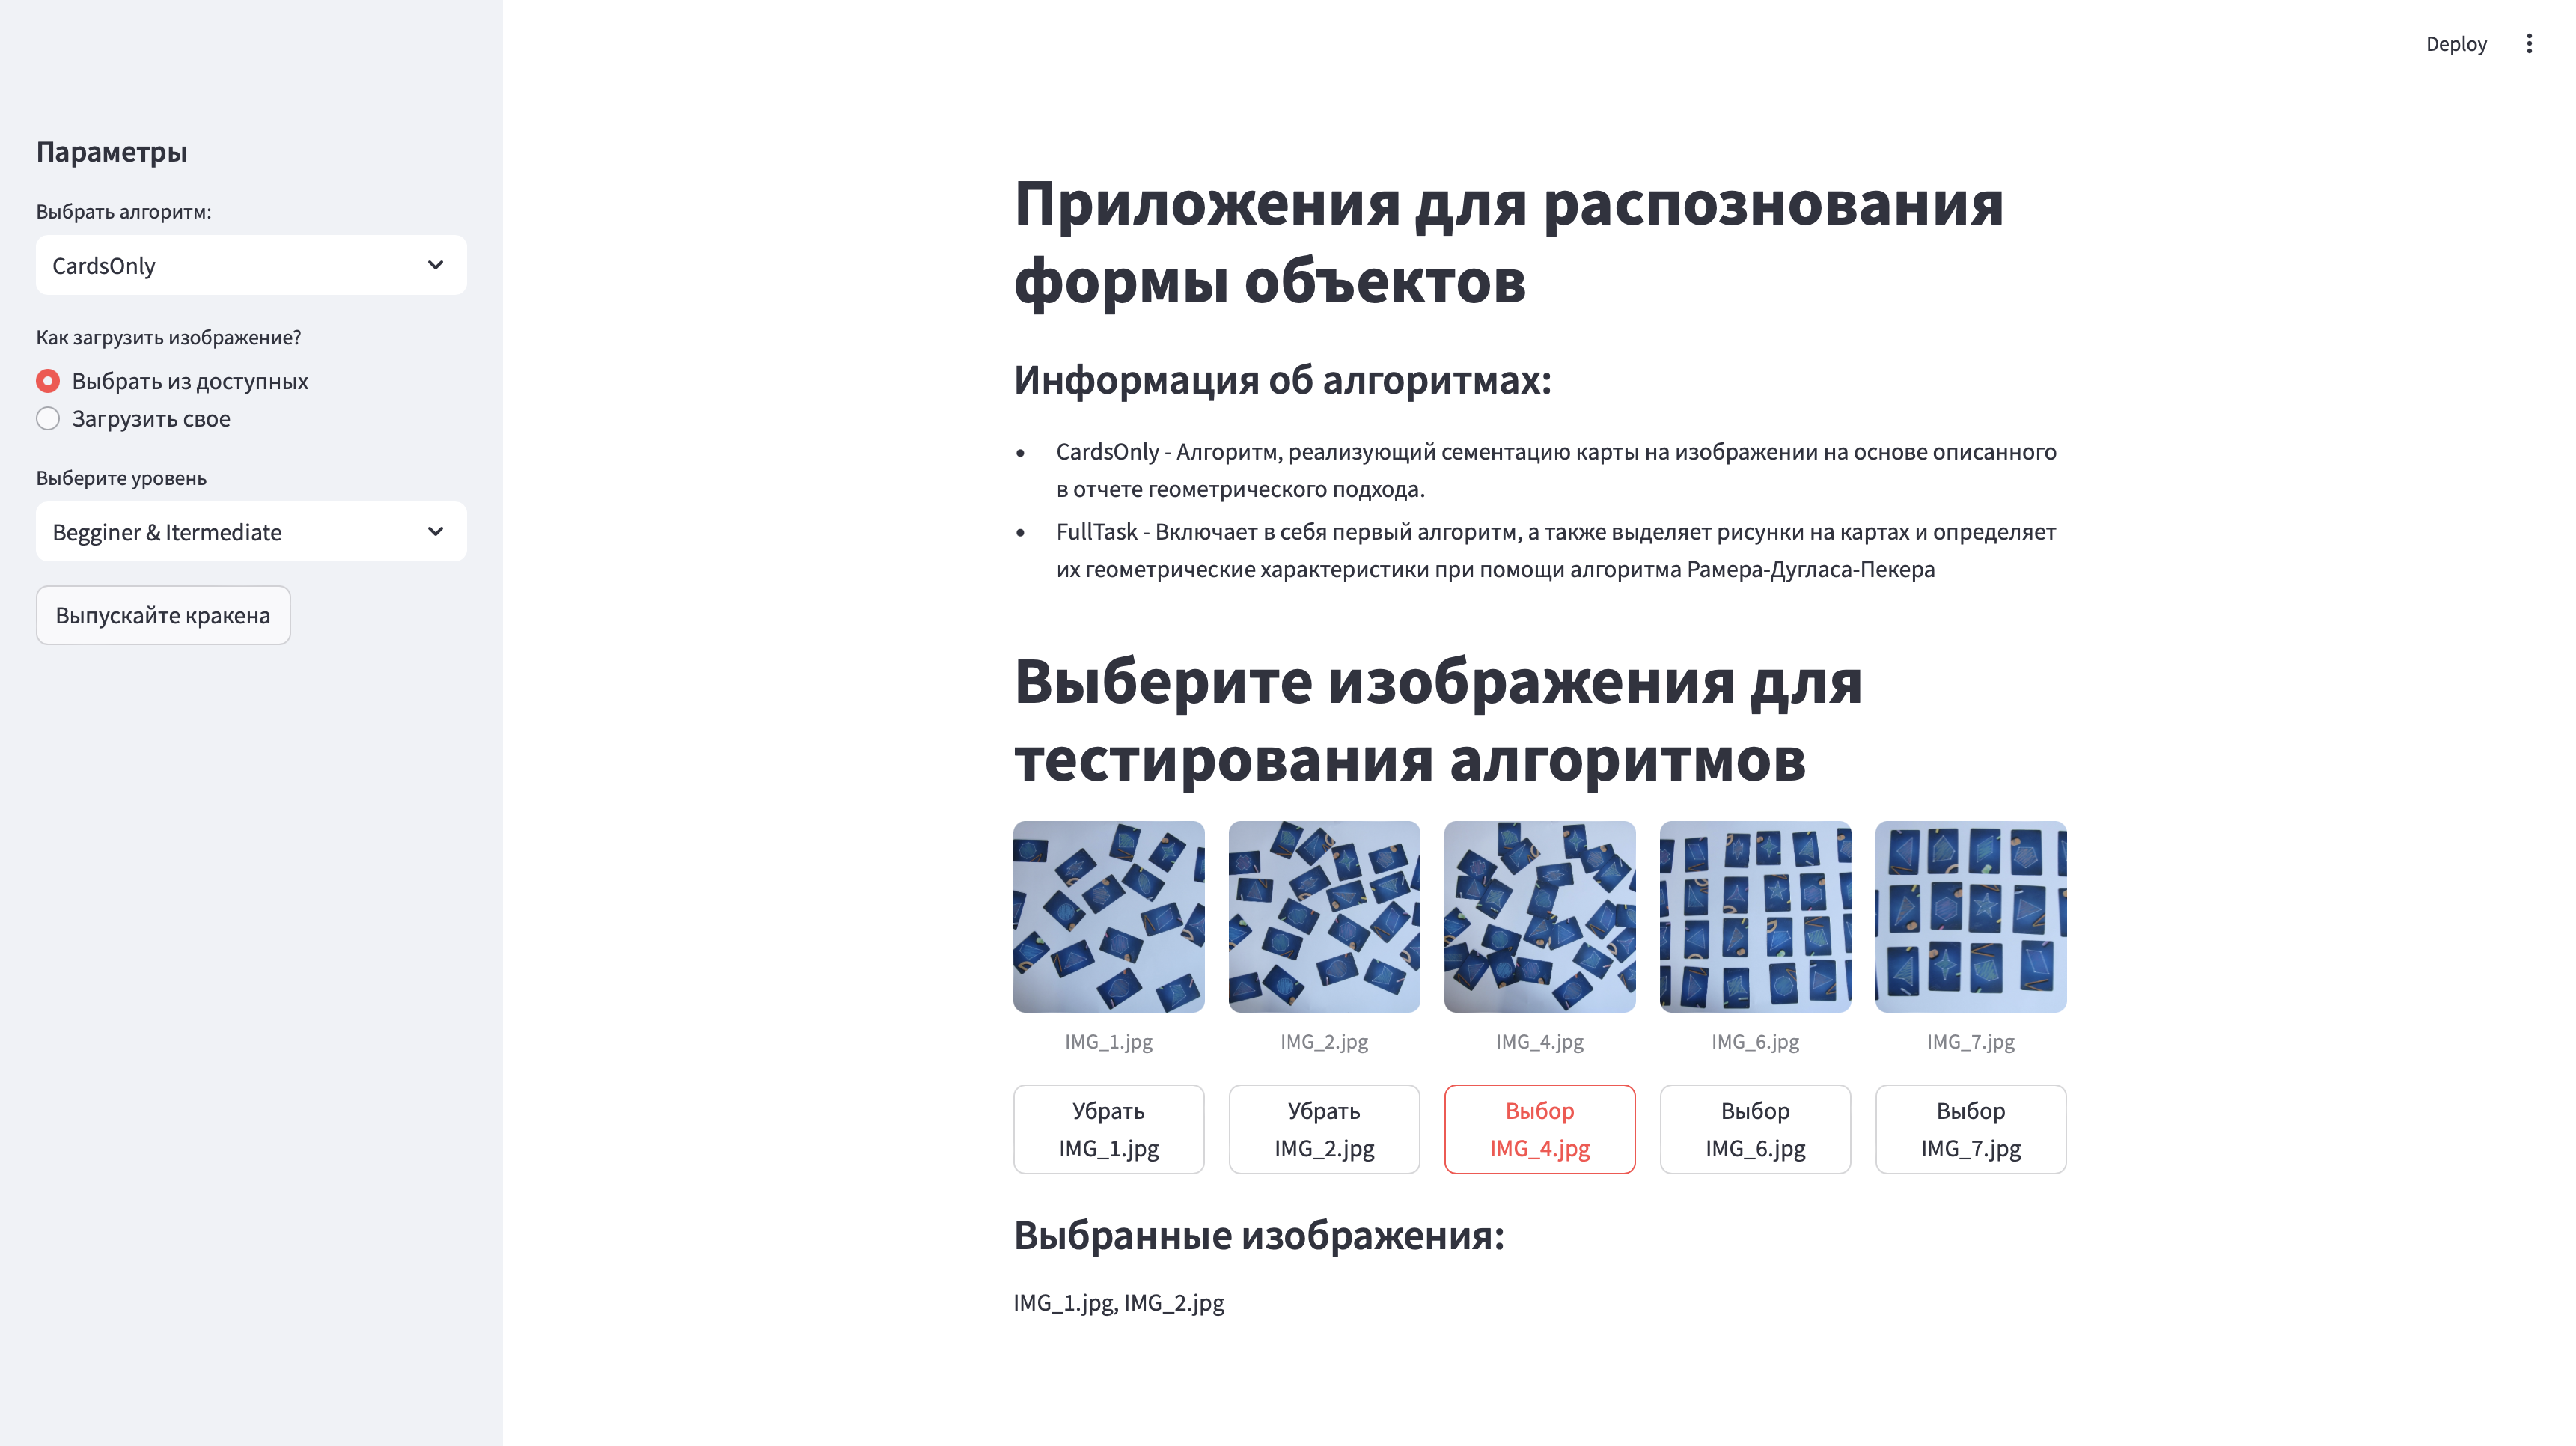 Deploy
Параметры
Выбрать алгоритм:
CardsOnly
Как загрузить изображение?
Выбрать из доступных
Загрузить свое
Выберите уровень
Begginer & Itermediate
Выпускайте кракена
Приложения для распознования
формы объектов
Информация об алгоритмах:
• CardsOnly - Алгоритм, реализующий сементацию карты на изображении на основе описанного
в отчете геометрического подхода.
• FullTask - Включает в себя первый алгоритм, а также выделяет рисунки на картах и определяет
их геометрические характеристики при помощи алгоритма Рамера-Дугласа-Пекера
Выберите изображения для
тестирования алгоритмов
IMG_1.jpg
IMG_2.jpg
IMG_4.jpg
IMG_6.jpg
IMG_7.jpg
Убрать
IMG_1.jpg
Убрать
IMG_2.jpg
Выбор
IMG_4.jpg
Выбор
IMG_6.jpg
Выбор
IMG_7.jpg
Выбранные изображения:
IMG_1.jpg, IMG_2.jpg